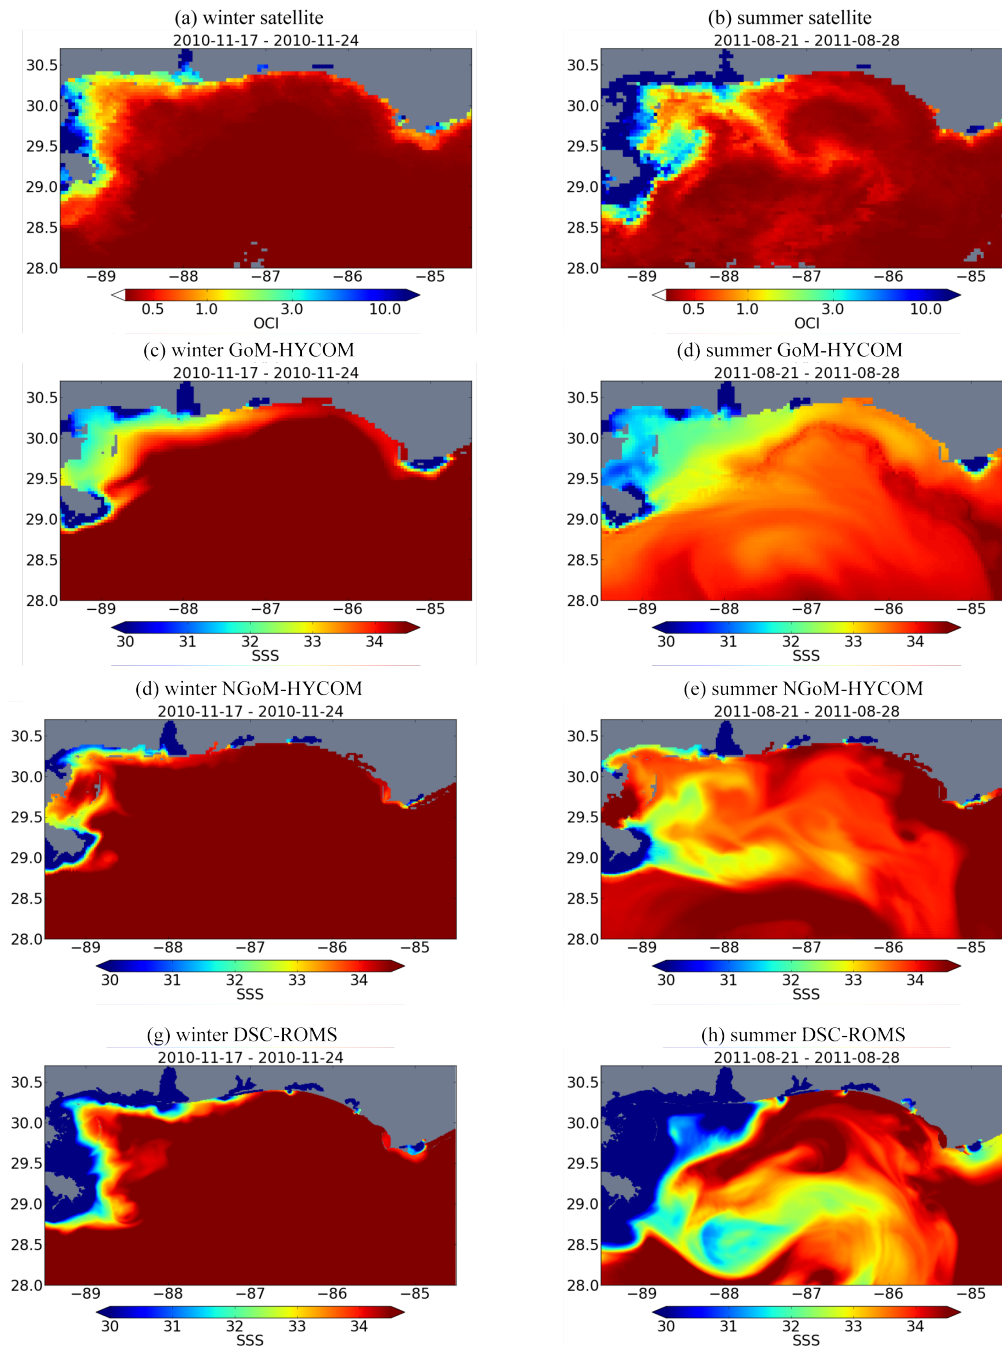 (a) winter satellite
2010-11-17 - 2010-11-24
30.5
30.0
29.5
29.0
28.5
28.0
−89 −88 −87 −86 −85
0.5 1.0 3.0 10.0
OCI
(b) summer satellite
2011-08-21 - 2011-08-28
30.5
30.0
29.5
29.0
28.5
28.0
−89 −88 −87 −86 −85
0.5 1.0 3.0 10.0
OCI
(c) winter GoM-HYCOM
2010-11-17 - 2010-11-24
30.5
30.0
29.5
29.0
28.5
28.0
−89 −88 −87 −86 −85
30 31 32 33 34
SSS
(d) summer GoM-HYCOM
2011-08-21 - 2011-08-28
30.5
30.0
29.5
29.0
28.5
28.0
−89 −88 −87 −86 −85
30 31 32 33 34
SSS
(d) winter NGoM-HYCOM
2010-11-17 - 2010-11-24
30.5
30.0
29.5
29.0
28.5
28.0
−89 −88 −87 −86 −85
30 31 32 33 34
SSS
(e) summer NGoM-HYCOM
2011-08-21 - 2011-08-28
30.5
30.0
29.5
29.0
28.5
28.0
−89 −88 −87 −86 −85
30 31 32 33 34
SSS
(g) winter DSC-ROMS
2010-11-17 - 2010-11-24
30.5
30.0
29.5
29.0
28.5
28.0
−89 −88 −87 −86 −85
30 31 32 33 34
SSS
(h) summer DSC-ROMS
2011-08-21 - 2011-08-28
30.5
30.0
29.5
29.0
28.5
28.0
−89 −88 −87 −86 −85
30 31 32 33 34
SSS